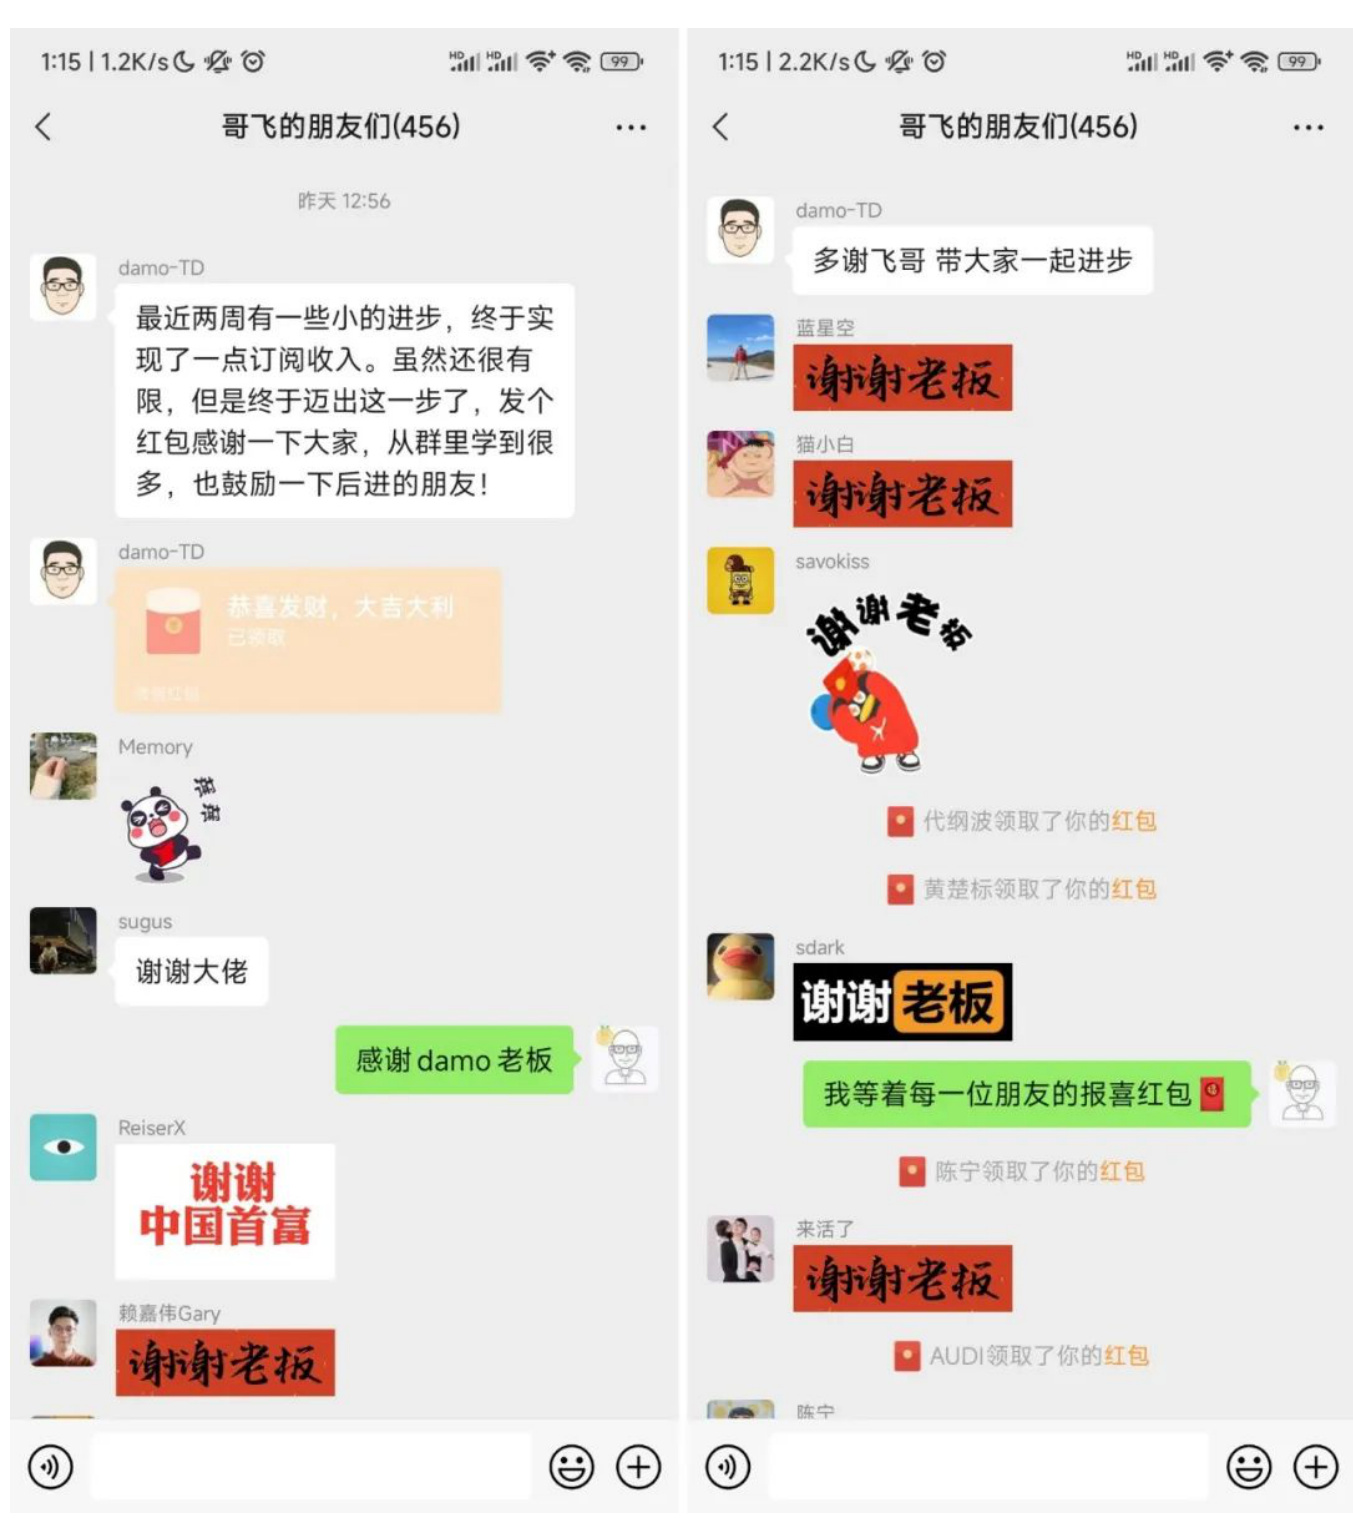 1:15 | 1.2K/s
HD HD 99
哥飞的朋友们(456)
昨天 12:56
damo-TD
最近两周有一些小的进步，终于实
现了一点订阅收入。虽然还很有
限，但是终于迈出这一步了，发个
红包感谢一下大家，从群里学到很
多，也鼓励一下后进的朋友！
damo-TD
恭喜发财，大吉大利
已领取
微信红包
Memory
sugus
谢谢大佬
感谢damo老板
ReiserX
谢谢
中国首富
赖嘉伟Gary
谢谢老板
1:15 | 2.2K/s
HD HD 99
哥飞的朋友们(456)
damo-TD
多谢飞哥 带大家一起进步
蓝星空
谢谢老板
猫小白
谢谢老板
savokiss
谢谢老板
代纲波领取了你的红包
黄楚标领取了你的红包
sdark
谢谢老板
我等着每一位朋友的报喜红包
陈宁领取了你的红包
来活了
谢谢老板
AUDI领取了你的红包
陈宁